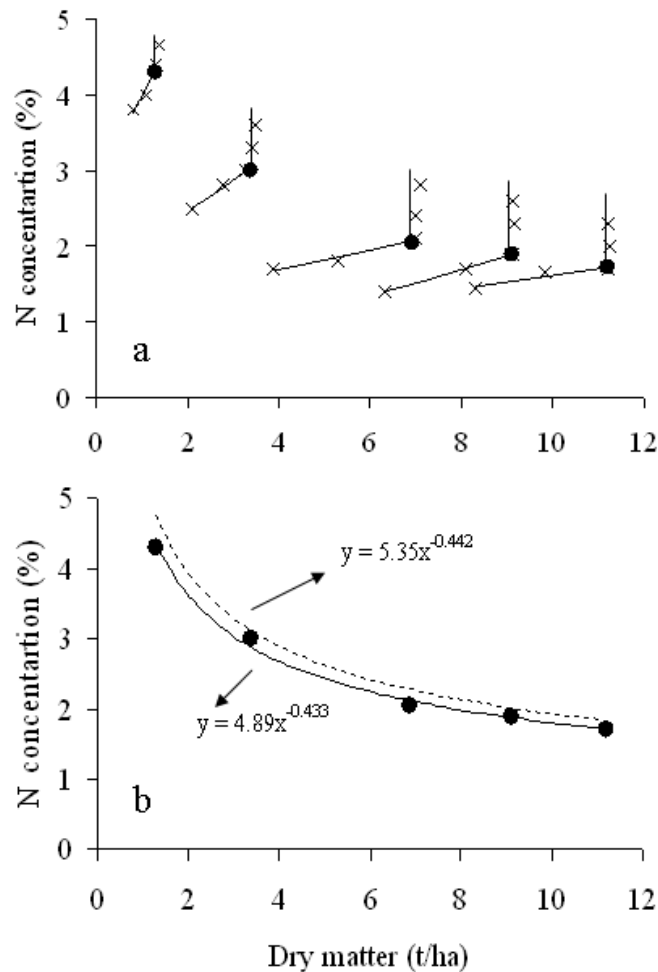 5
4
3
2
1
0
N concentartion (%)
a
0 2 4 6 8 10 12
5
4
3
2
1
0
N concentartion (%)
y = 5.35x^-0.442
y = 4.89x^-0.433
b
0 2 4 6 8 10 12
Dry matter (t/ha)